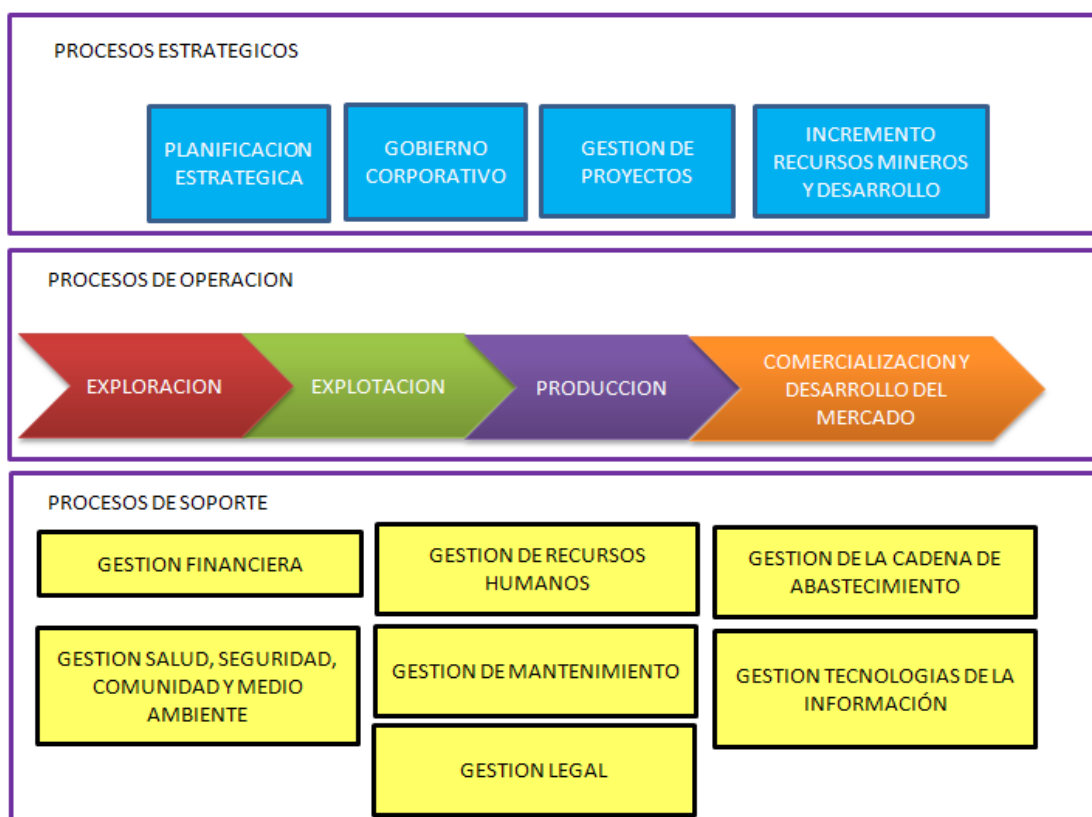 PROCESOS ESTRATEGICOS
PLANIFICACION
ESTRATEGICA
GOBIERNO
CORPORATIVO
GESTION DE
PROYECTOS
INCREMENTO
RECURSOS MINEROS
Y DESARROLLO
PROCESOS DE OPERACION
EXPLORACION
EXPLOTACION
PRODUCCION
COMERCIALIZACION Y
DESARROLLO DEL
MERCADO
PROCESOS DE SOPORTE
GESTION FINANCIERA
GESTION DE RECURSOS
HUMANOS
GESTION DE LA CADENA DE
ABASTECIMIENTO
GESTION SALUD, SEGURIDAD,
COMUNIDAD Y MEDIO
AMBIENTE
GESTION DE MANTENIMIENTO
GESTION TECNOLOGIAS DE LA
INFORMACIÓN
GESTION LEGAL